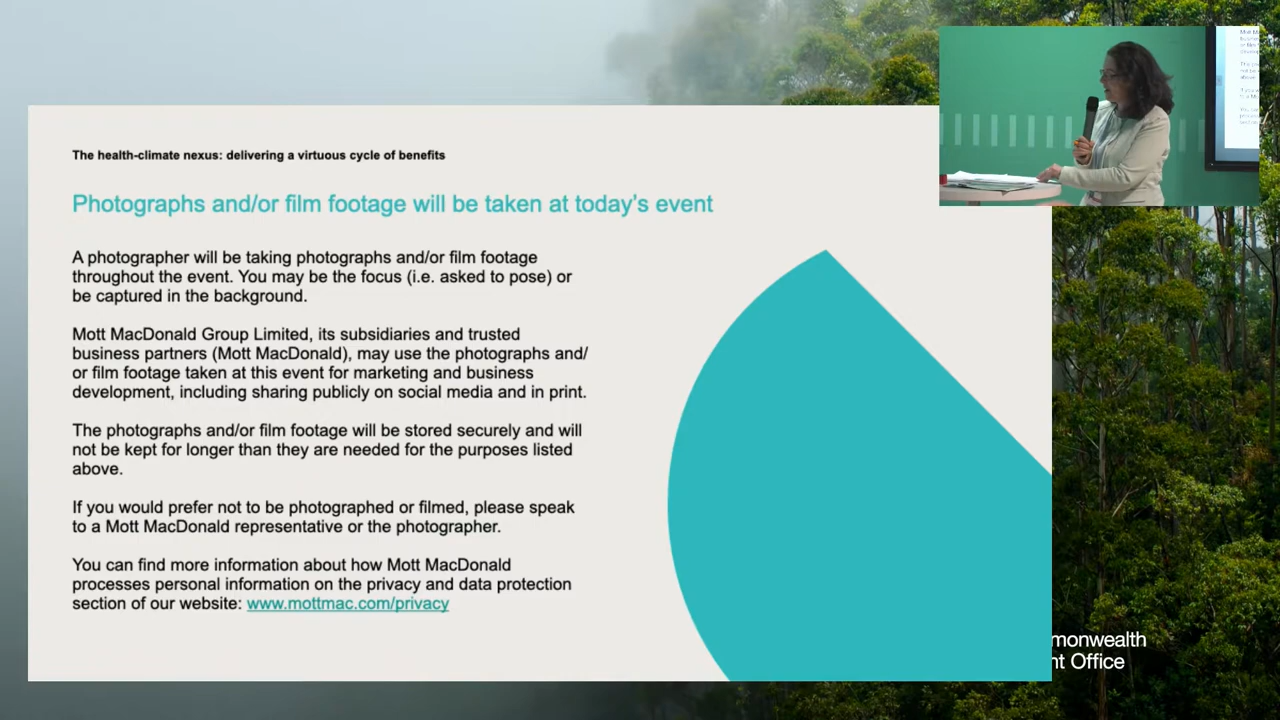 The health-climate nexus: delivering a virtuous cycle of benefits
Photographs and/or film footage will be taken at today's event
A photographer will be taking photographs and/or film footage
throughout the event. You may be the focus (i.e. asked to pose) or
be captured in the background.
Mott MacDonald Group Limited, its subsidiaries and trusted
business partners (Mott MacDonald), may use the photographs and/
or film footage taken at this event for marketing and business
development, including sharing publicly on social media and in print.
The photographs and/or film footage will be stored securely and will
not be kept for longer than they are needed for the purposes listed
above.
If you would prefer not to be photographed or filmed, please speak
to a Mott MacDonald representative or the photographer.
You can find more information about how Mott MacDonald
processes personal information on the privacy and data protection
section of our website: www.mottmac.com/privacy
monwealth
nt Office